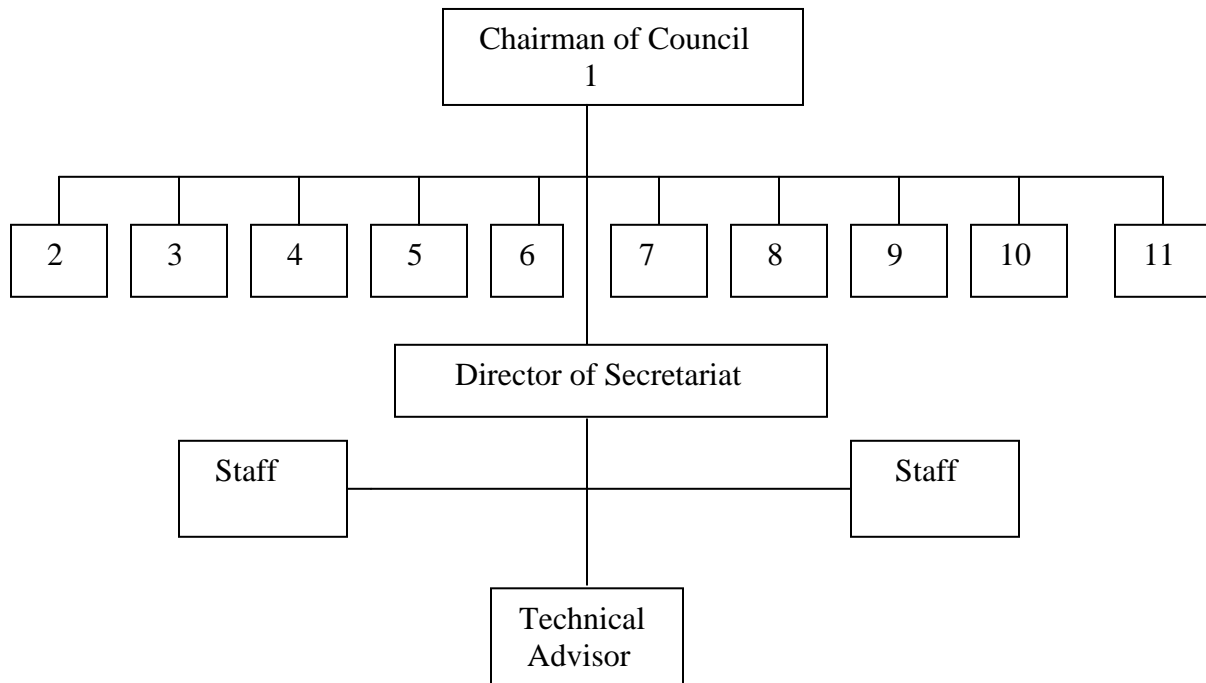 Chairman of Council
1
2
3
4
5
6
7
8
9
10
11
Director of Secretariat
Staff
Staff
Technical
Advisor